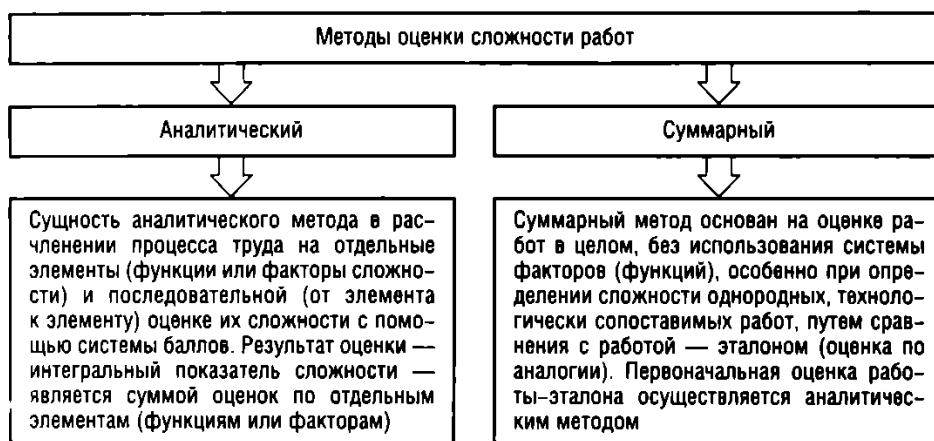 Методы оценки сложности работ
Аналитический
Суммарный
Сущность аналитического метода в рас-
членении процесса труда на отдельные
элементы (функции или факторы сложно-
сти) и последовательной (от элемента
к элементу) оценке их сложности с помо-
щью системы баллов. Результат оценки —
интегральный показатель сложности —
является суммой оценок по отдельным
элементам (функциям или факторам)
Суммарный метод основан на оценке ра-
бот в целом, без использования системы
факторов (функций), особенно при опре-
делении сложности однородных, техноло-
гически сопоставимых работ, путем срав-
нения с работой — эталоном (оценка по
аналогии). Первоначальная оценка рабо-
ты-эталона осуществляется аналитичес-
ким методом